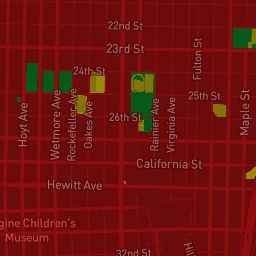 22nd St
23rd St
Fulton St
24th St
25th St
Maple St
Hoyt Ave
Wetmore Ave
Rockefeller Ave
Oakes Ave
26th St
Rainier Ave
Virginia Ave
California St
Hewitt Ave
gine Children's
Museum
32nd St